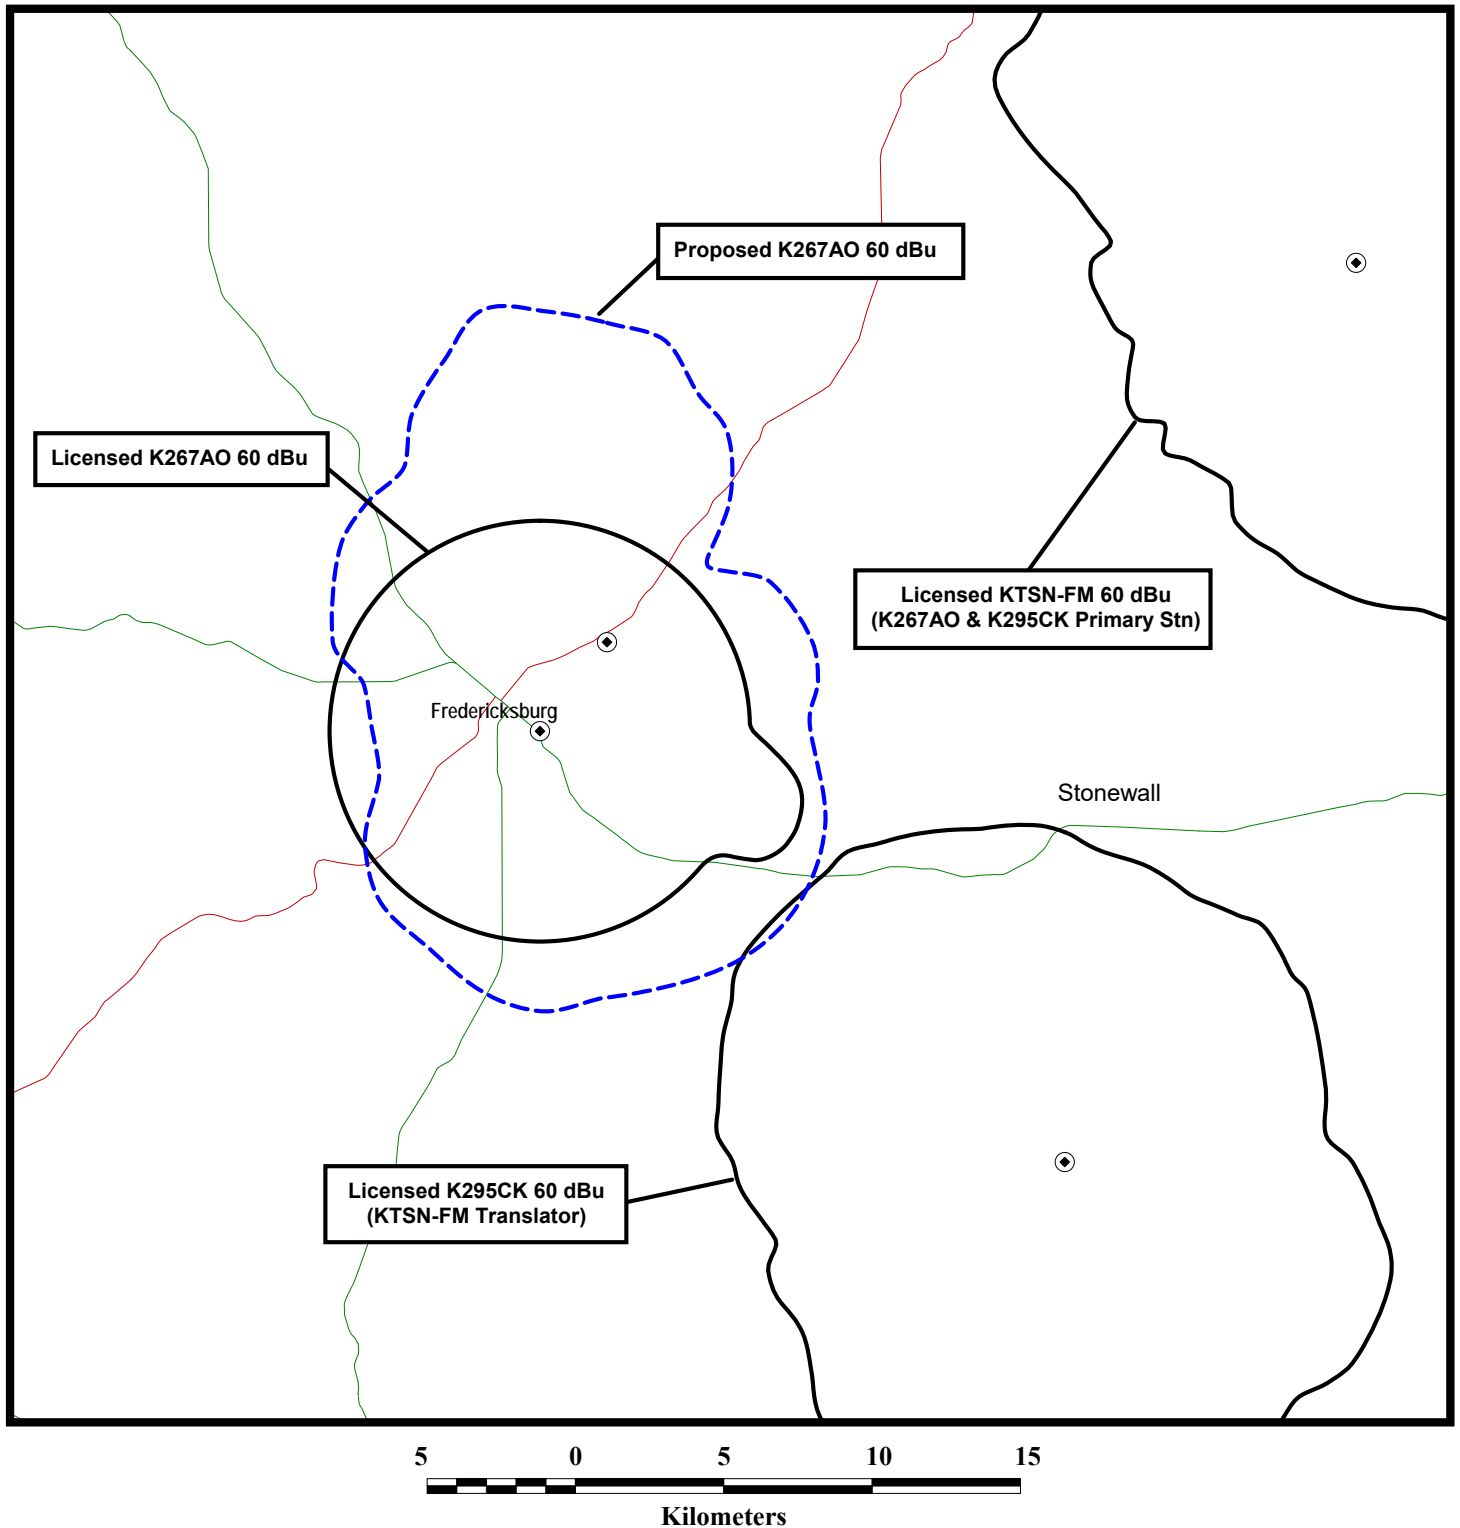 Proposed K267AO 60 dBu
Licensed K267AO 60 dBu
Licensed KTSN-FM 60 dBu
(K267AO & K295CK Primary Stn)
Fredericksburg
Stonewall
Licensed K295CK 60 dBu
(KTSN-FM Translator)
5 0 5 10 15
Kilometers